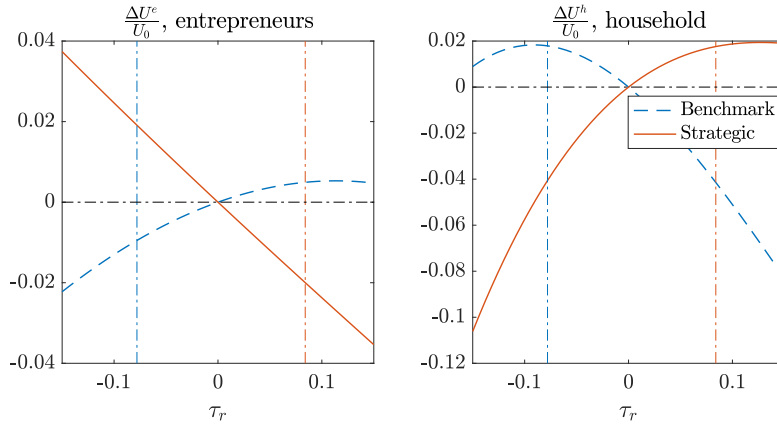 ΔU^e/U_0, entrepreneurs
0.04
0.02
0
-0.02
-0.04
-0.1 0 0.1
τ_r
ΔU^h/U_0, household
0.02
0
-0.02
-0.04
-0.06
-0.08
-0.1
-0.12
-0.1 0 0.1
τ_r
Benchmark
Strategic